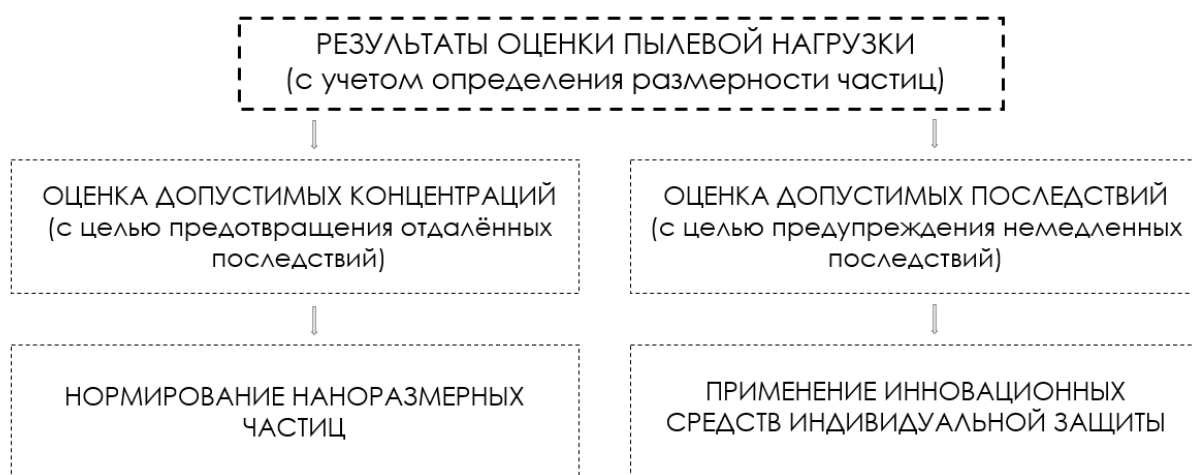 РЕЗУЛЬТАТЫ ОЦЕНКИ ПЫЛЕВОЙ НАГРУЗКИ
(с учетом определения размерности частиц)
ОЦЕНКА ДОПУСТИМЫХ КОНЦЕНТРАЦИЙ
(с целью предотвращения отдалённых
последствий)
НОРМИРОВАНИЕ НАНОРАЗМЕРНЫХ
ЧАСТИЦ
ОЦЕНКА ДОПУСТИМЫХ ПОСЛЕДСТВИЙ
(с целью предупреждения немедленных
последствий)
ПРИМЕНЕНИЕ ИННОВАЦИОННЫХ
СРЕДСТВ ИНДИВИДУАЛЬНОЙ ЗАЩИТЫ